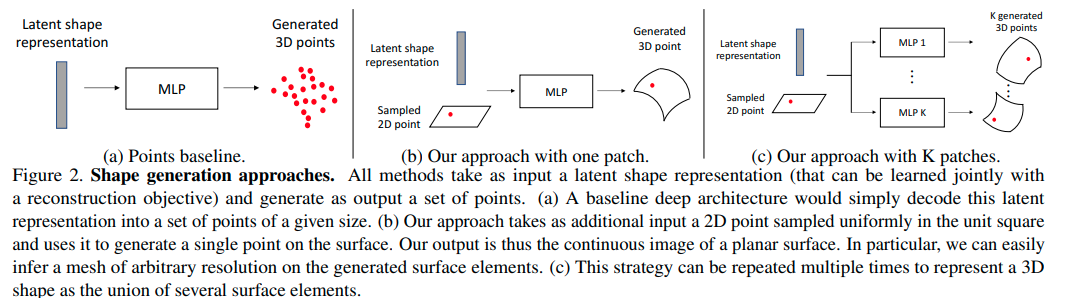 Latent shape
representation
MLP
Generated
3D points
(a) Points baseline.
Latent shape
representation
Sampled
2D point
MLP
Generated
3D point
(b) Our approach with one patch.
Latent shape
representation
Sampled
2D point
MLP 1
MLP K
K generated
3D points
(c) Our approach with K patches.
Figure 2. Shape generation approaches. All methods take as input a latent shape representation (that can be learned jointly with
a reconstruction objective) and generate as output a set of points. (a) A baseline deep architecture would simply decode this latent
representation into a set of points of a given size. (b) Our approach takes as additional input a 2D point sampled uniformly in the unit square
and uses it to generate a single point on the surface. Our output is thus the continuous image of a planar surface. In particular, we can easily
infer a mesh of arbitrary resolution on the generated surface elements. (c) This strategy can be repeated multiple times to represent a 3D
shape as the union of several surface elements.